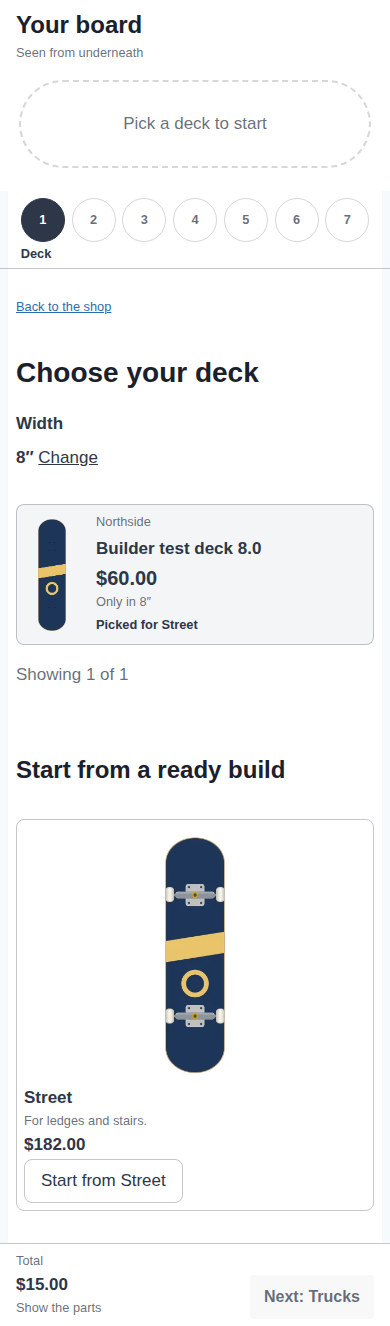 Your board
Seen from underneath
Pick a deck to start
1 2 3 4 5 6 7
Deck
Back to the shop
Choose your deck
Width
8″ Change
Northside
Builder test deck 8.0
$60.00
Only in 8″
Picked for Street
Showing 1 of 1
Start from a ready build
Street
For ledges and stairs.
$182.00
Start from Street
Total
$15.00
Show the parts
Next: Trucks